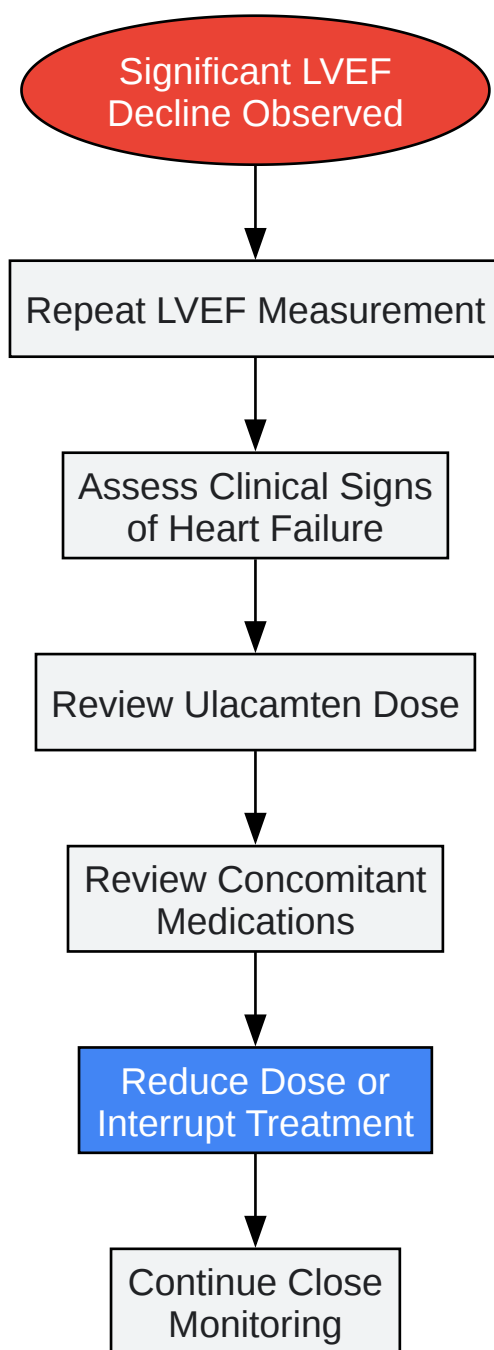 Significant LVEF
Decline Observed
Repeat LVEF Measurement
Assess Clinical Signs
of Heart Failure
Review Ulacamten Dose
Review Concomitant
Medications
Reduce Dose or
Interrupt Treatment
Continue Close
Monitoring